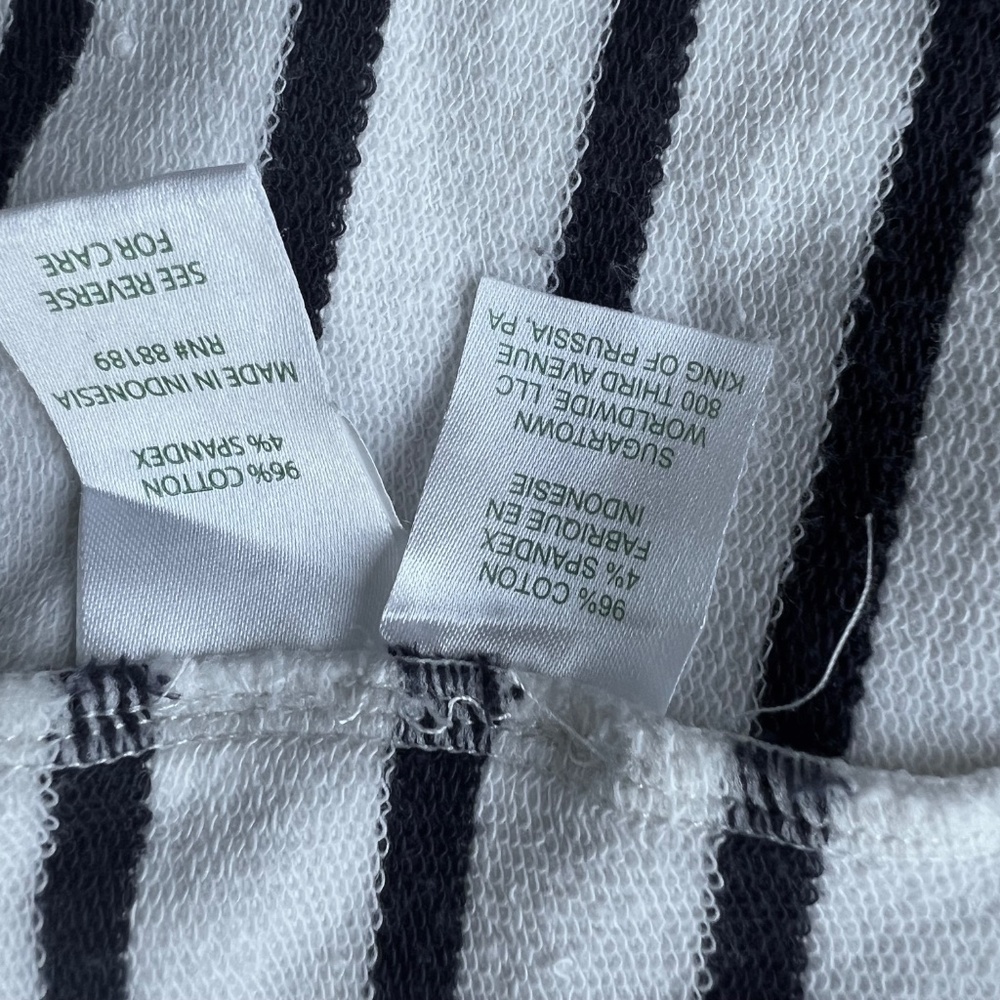 96% COTTON
4% SPANDEX
MADE IN INDONESIA
RN# 88189
SEE REVERSE
FOR CARE
96% COTON
4% SPANDEX
FABRIQUE EN
INDONESIE
SUGARTOWN
WORLDWIDE, LLC
800 THIRD AVENUE
KING OF PRUSSIA, PA